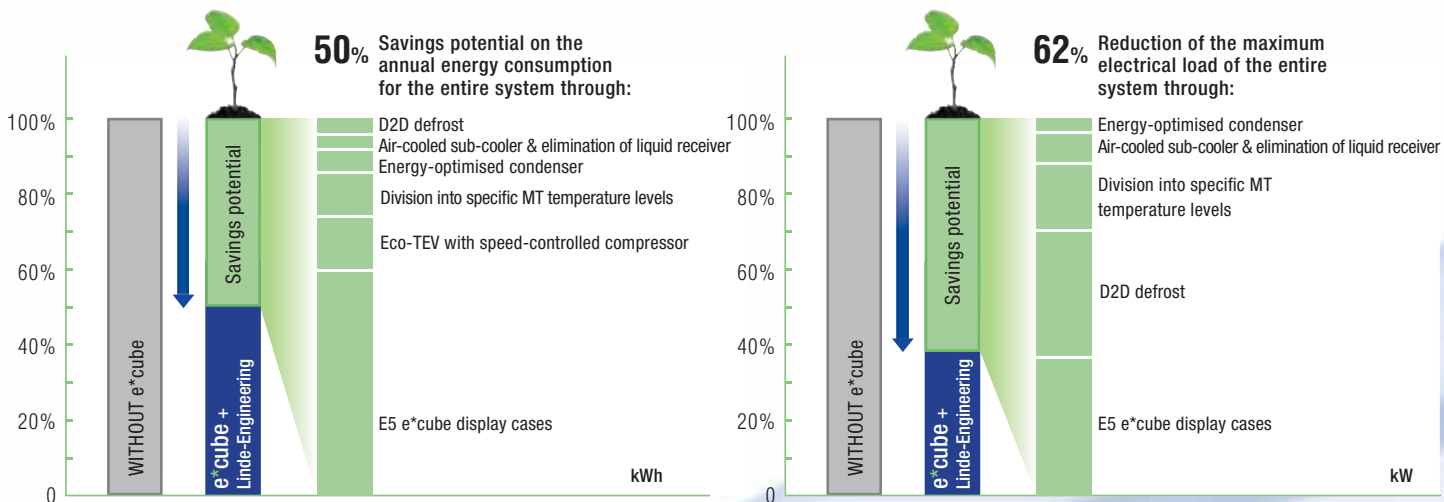 50% Savings potential on the
annual energy consumption
for the entire system through:
100%
80%
60%
40%
20%
0
WITHOUT e*cube
Savings potential
e*cube +
Linde-Engineering
D2D defrost
Air-cooled sub-cooler & elimination of liquid receiver
Energy-optimised condenser
Division into specific MT temperature levels
Eco-TEV with speed-controlled compressor
E5 e*cube display cases
kWh
62% Reduction of the maximum
electrical load of the entire
system through:
100%
80%
60%
40%
20%
0
WITHOUT e*cube
Savings potential
e*cube +
Linde-Engineering
Energy-optimised condenser
Air-cooled sub-cooler & elimination of liquid receiver
Division into specific MT
temperature levels
D2D defrost
E5 e*cube display cases
kW